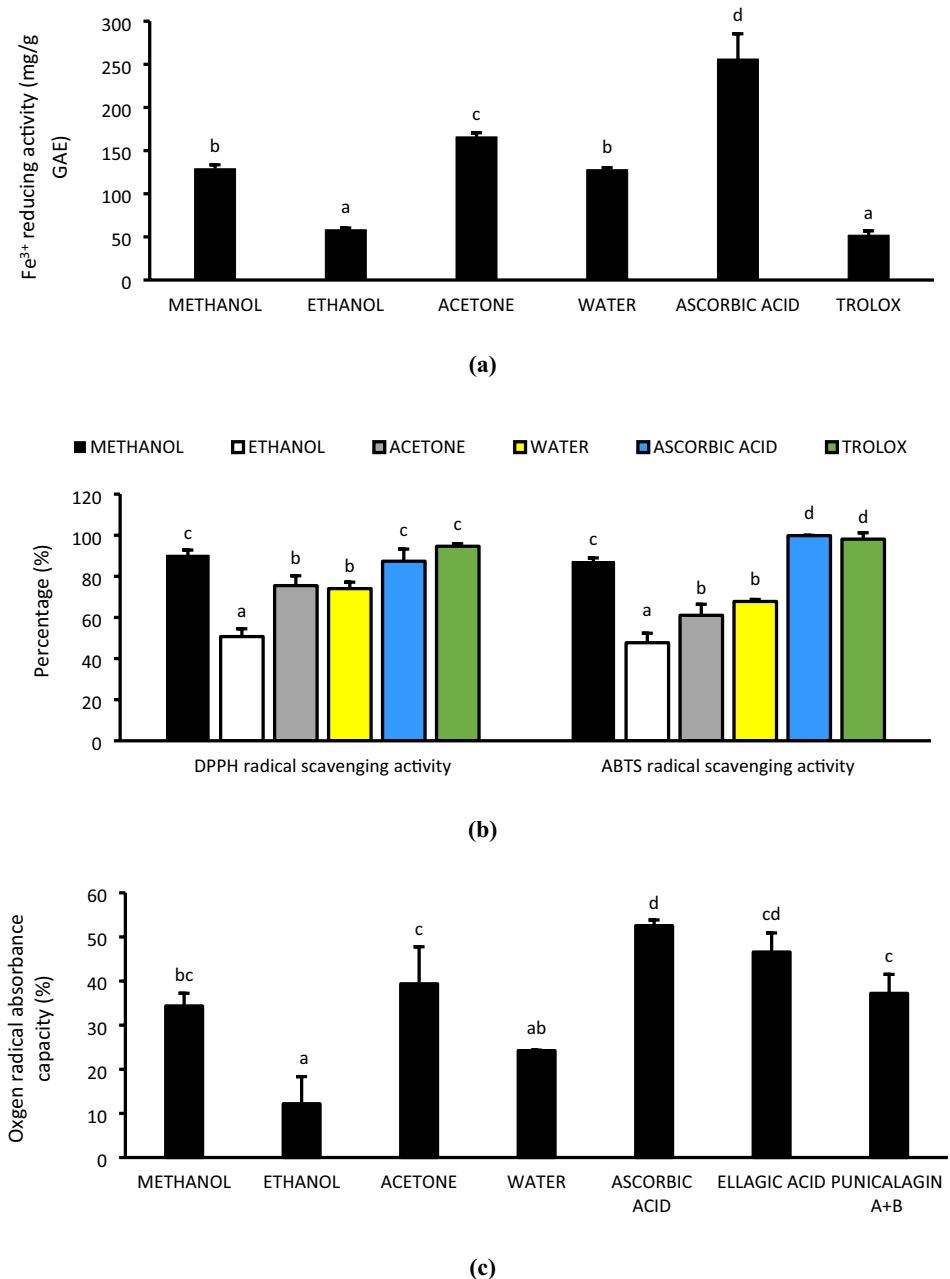 d
300
250
c
200
b
b
150
100
a
a
50
0
Fe³⁺ reducing activity (mg/g
GAE)
METHANOL ETHANOL ACETONE WATER ASCORBIC ACID TROLOX
(a)
METHANOL ETHANOL ACETONE WATER ASCORBIC ACID TROLOX
120
100
80
60
40
20
0
Percentage (%)
c a b b c c
c a b b d d
DPPH radical scavenging activity ABTS radical scavenging activity
(b)
60
50
40
30
20
10
0
Oxgen radical absorbance
capacity (%)
bc a c ab d cd c
METHANOL ETHANOL ACETONE WATER ASCORBIC ELLAGIC ACID PUNICALAGIN
ACID A+B
(c)